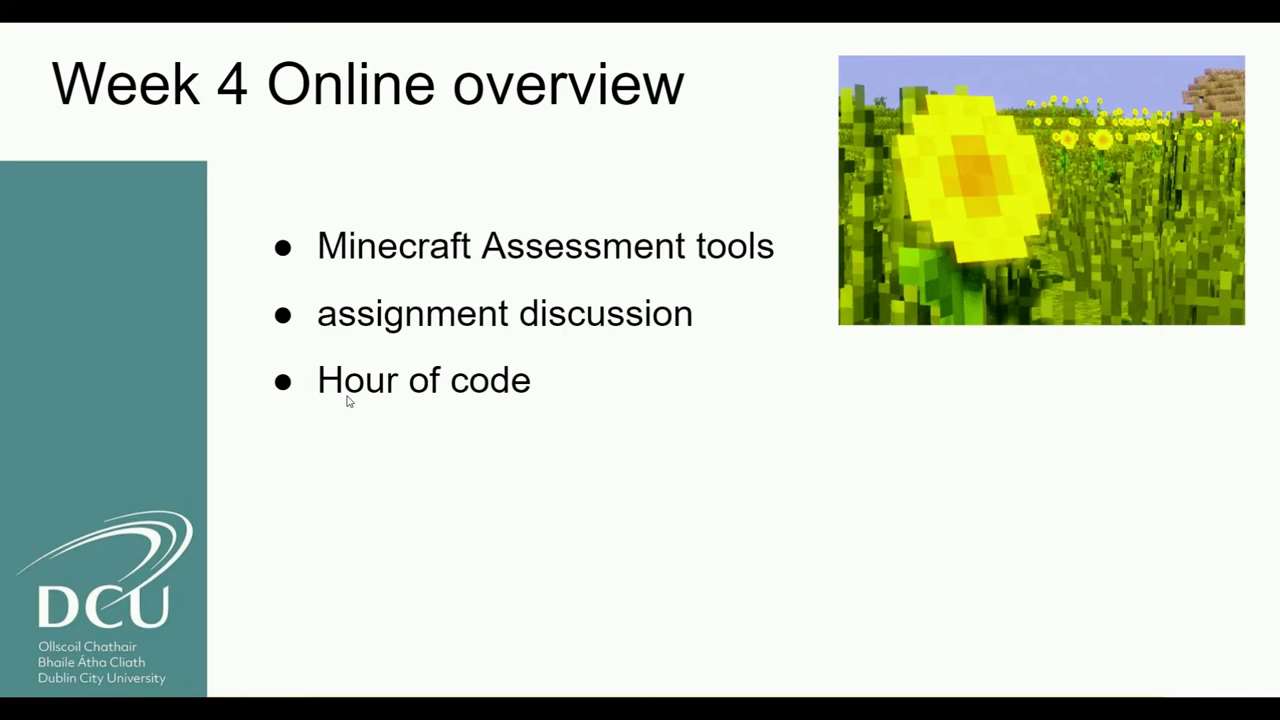 Week 4 Online overview
● Minecraft Assessment tools
● assignment discussion
● Hour of code
DCU
Ollscoil Chathair
Bhaile Átha Cliath
Dublin City University